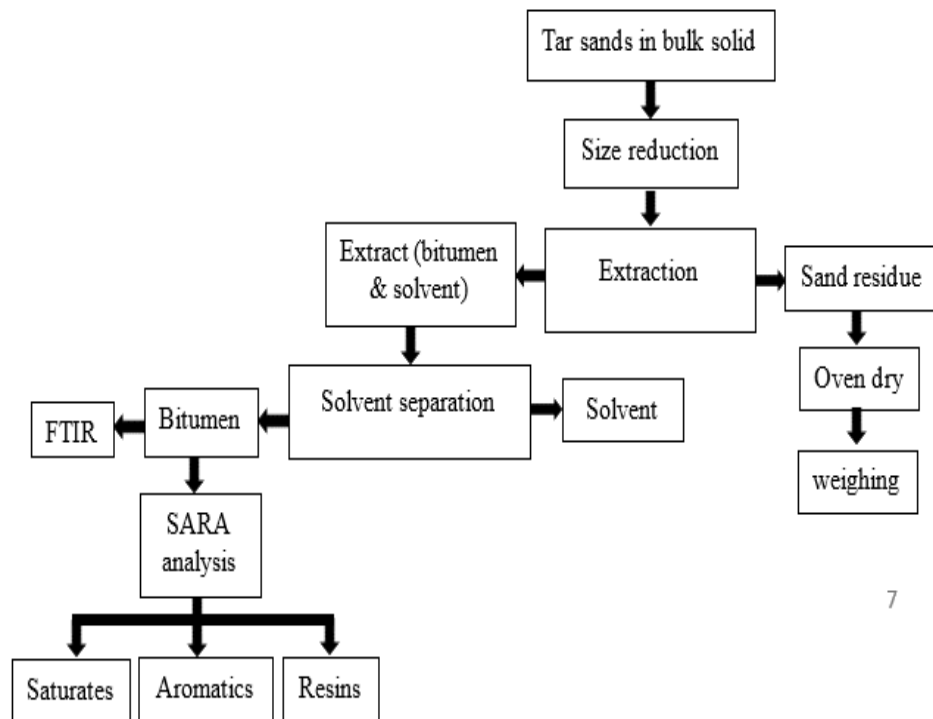 Tar sands in bulk solid
Size reduction
Extract (bitumen
& solvent)
Extraction
Sand residue
Oven dry
weighing
Solvent separation
Solvent
Bitumen
FTIR
SARA
analysis
Saturates
Aromatics
Resins
7